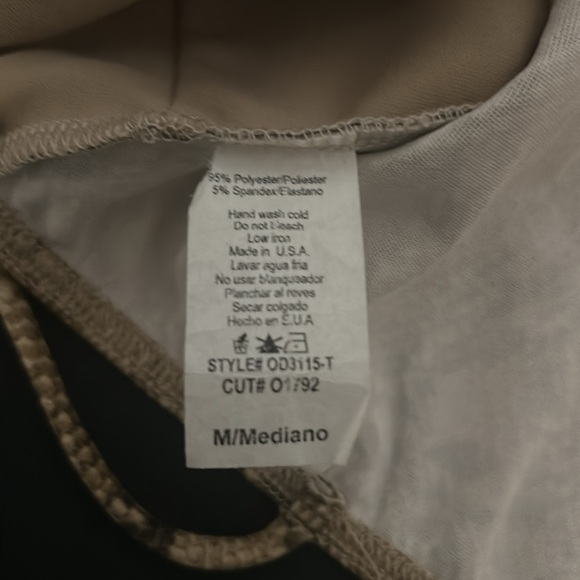 95% Polyester/Poliester
5% Spandex/Elastano
Hand wash cold
Do not bleach
Low iron
Made in U.S.A.
Lavar agua fria
No usar blanqueador
Planchar al reves
Secar colgado
Hecho en E.U.A
STYLE# OD3115-T
CUT# O1792
M/Mediano